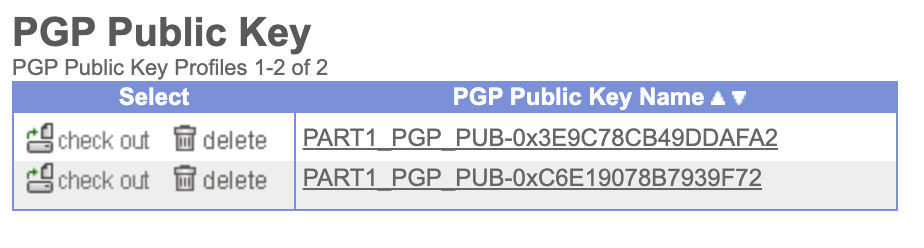 PGP Public Key
PGP Public Key Profiles 1-2 of 2
Select PGP Public Key Name
check out delete PART1_PGP_PUB-0x3E9C78CB49DDAFA2
check out delete PART1_PGP_PUB-0xC6E19078B7939F72